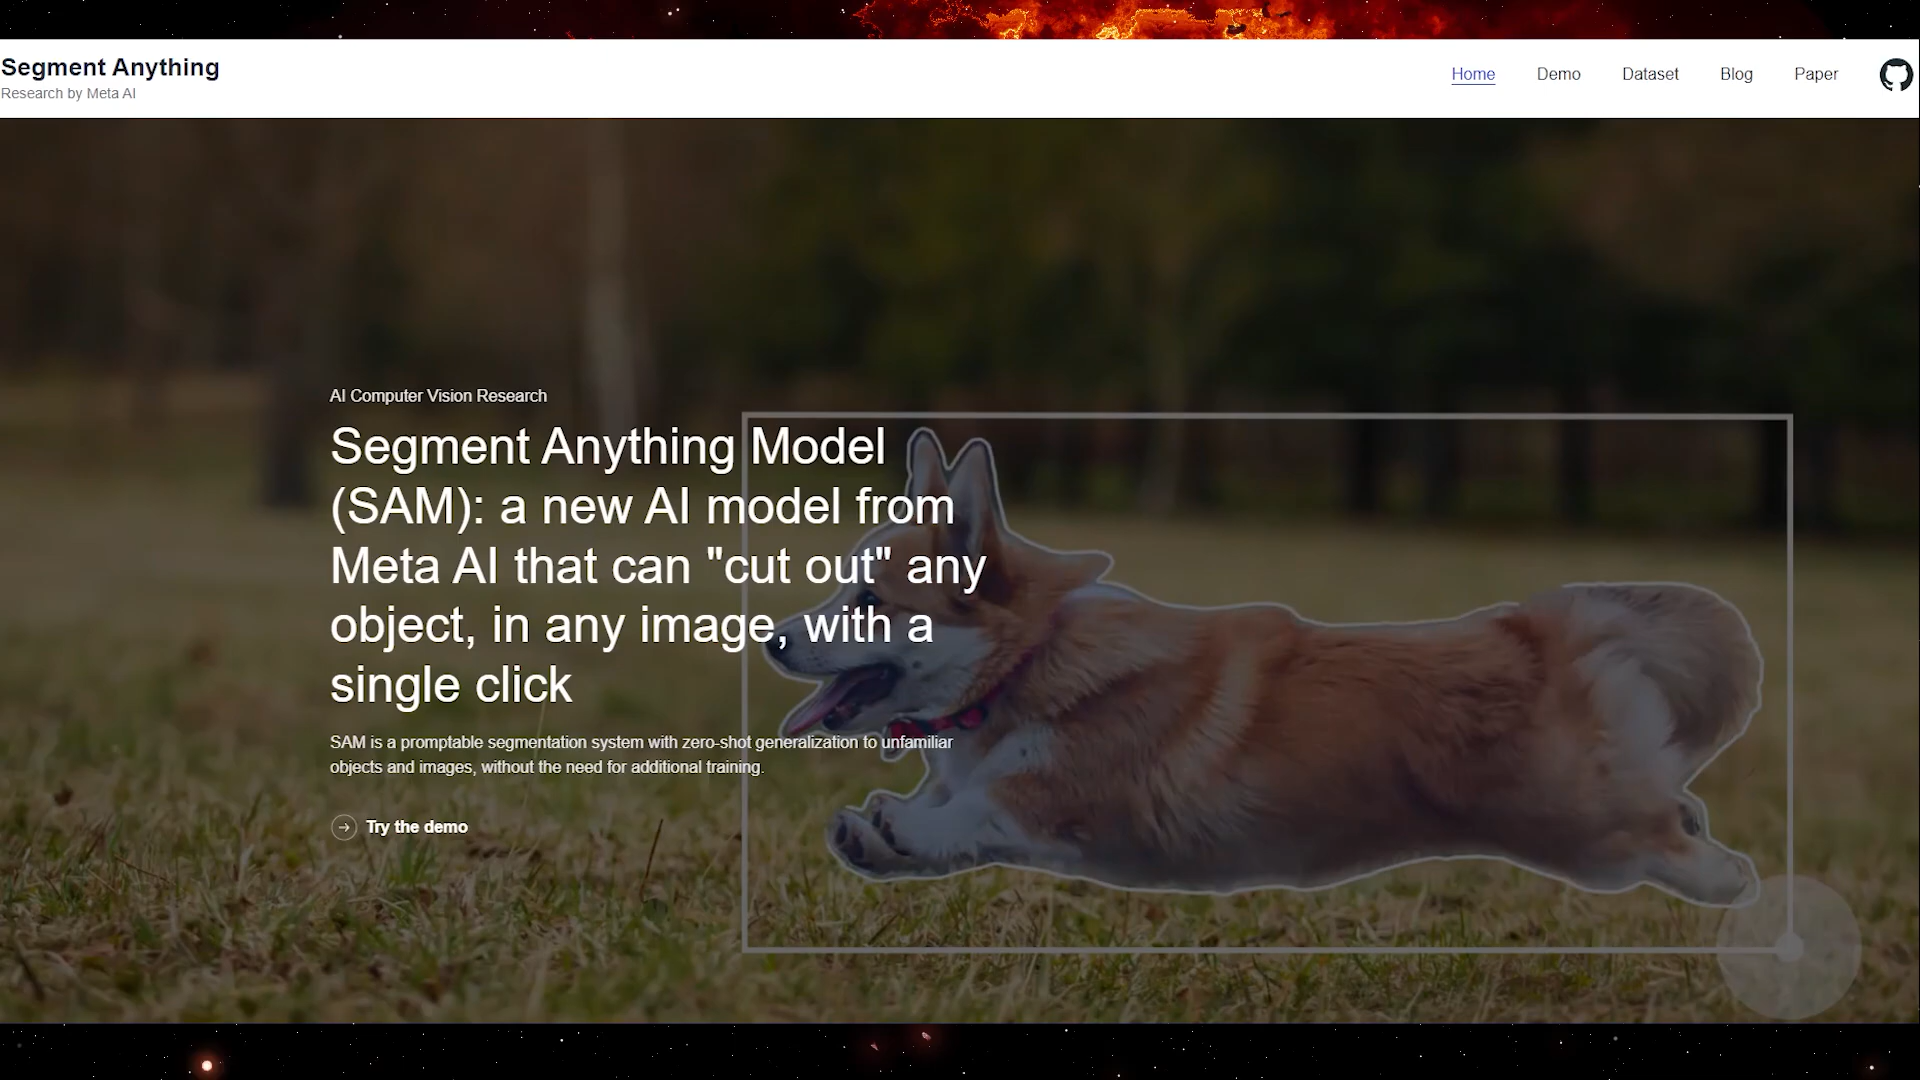 Segment Anything
Research by Meta AI
Home Demo Dataset Blog Paper
AI Computer Vision Research
Segment Anything Model
(SAM): a new AI model from
Meta AI that can "cut out" any
object, in any image, with a
single click
SAM is a promptable segmentation system with zero-shot generalization to unfamiliar
objects and images, without the need for additional training.
Try the demo